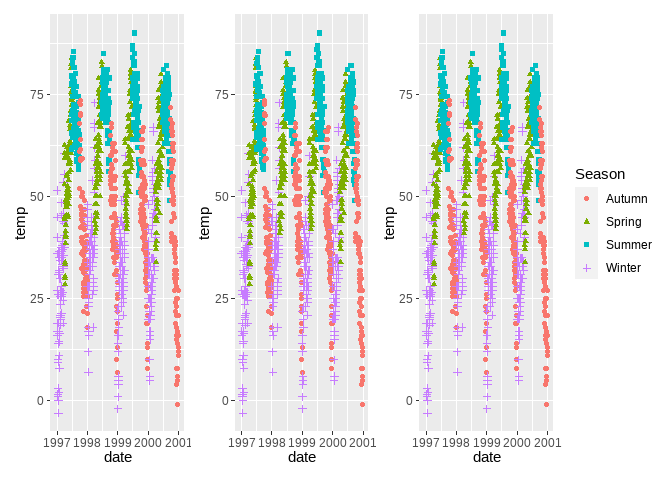 75
50
25
0
temp
1997 1998 1999 2000 2001
date
75
50
25
0
temp
1997 1998 1999 2000 2001
date
75
50
25
0
temp
1997 1998 1999 2000 2001
date
Season
Autumn
Spring
Summer
Winter